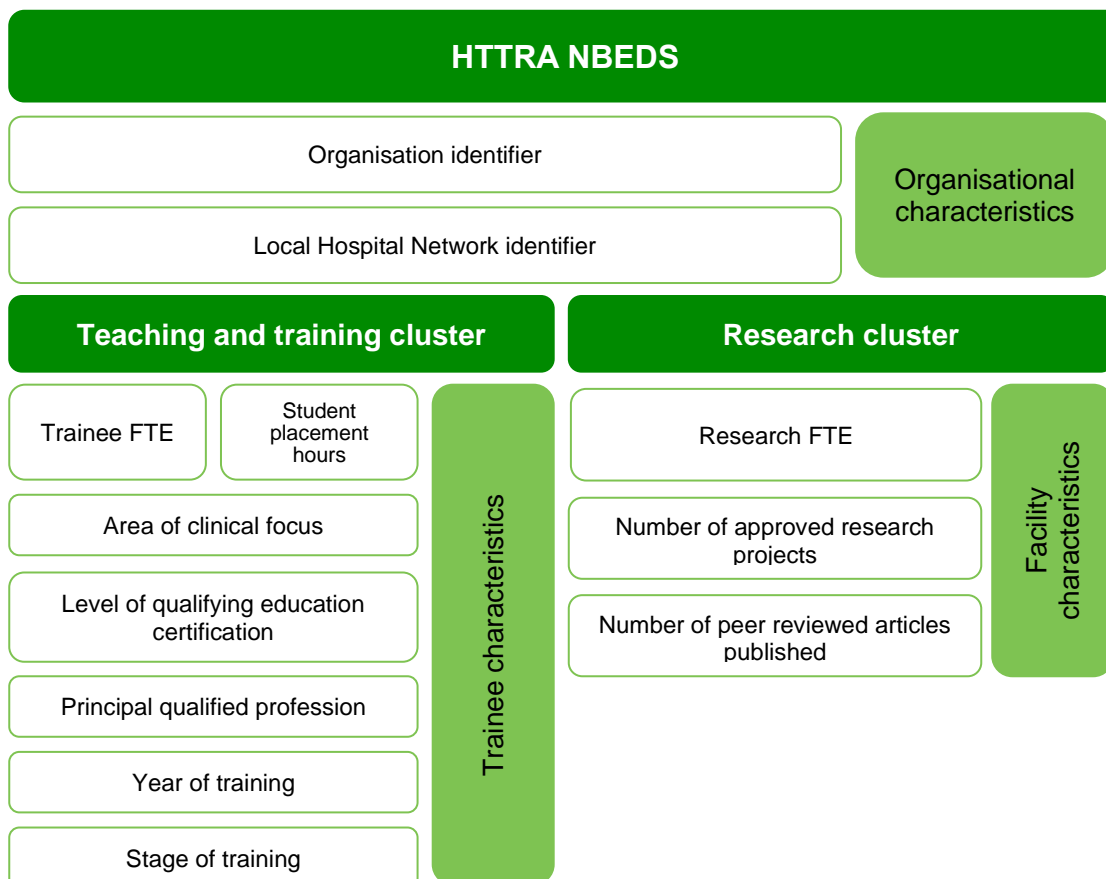 HTTRA NBEDS
Organisation identifier
Local Hospital Network identifier
Organisational
characteristics
Teaching and training cluster
Research cluster
Trainee FTE
Student
placement
hours
Area of clinical focus
Level of qualifying education
certification
Principal qualified profession
Year of training
Stage of training
Trainee characteristics
Research FTE
Number of approved research
projects
Number of peer reviewed articles
published
Facility
characteristics